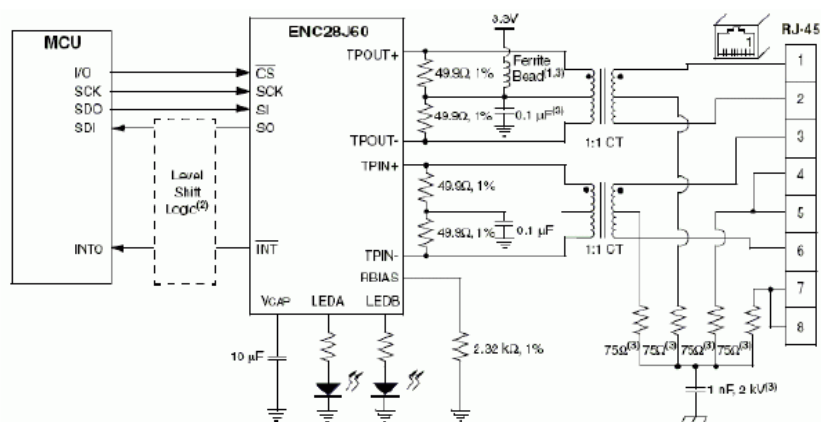 MCU
I/O
SCK
SDO
SDI
INT0
Level
Shift
Logic(2)
ENC28J60
CS
SCK
SI
SO
INT
TPOUT+
TPOUT-
TPIN+
TPIN-
RBIAS
VCAP
LEDA
LEDB
10 µF
2.32 kΩ, 1%
3.3V
Ferrite
Bead(1,3)
49.9Ω, 1%
49.9Ω, 1%
0.1 µF(3)
1:1 CT
49.9Ω, 1%
49.9Ω, 1%
0.1 µF
1:1 CT
1
RJ-45
1
2
3
4
5
6
7
8
75Ω(3) 75Ω(3) 75Ω(3) 75Ω(3)
1 nF, 2 kV(3)